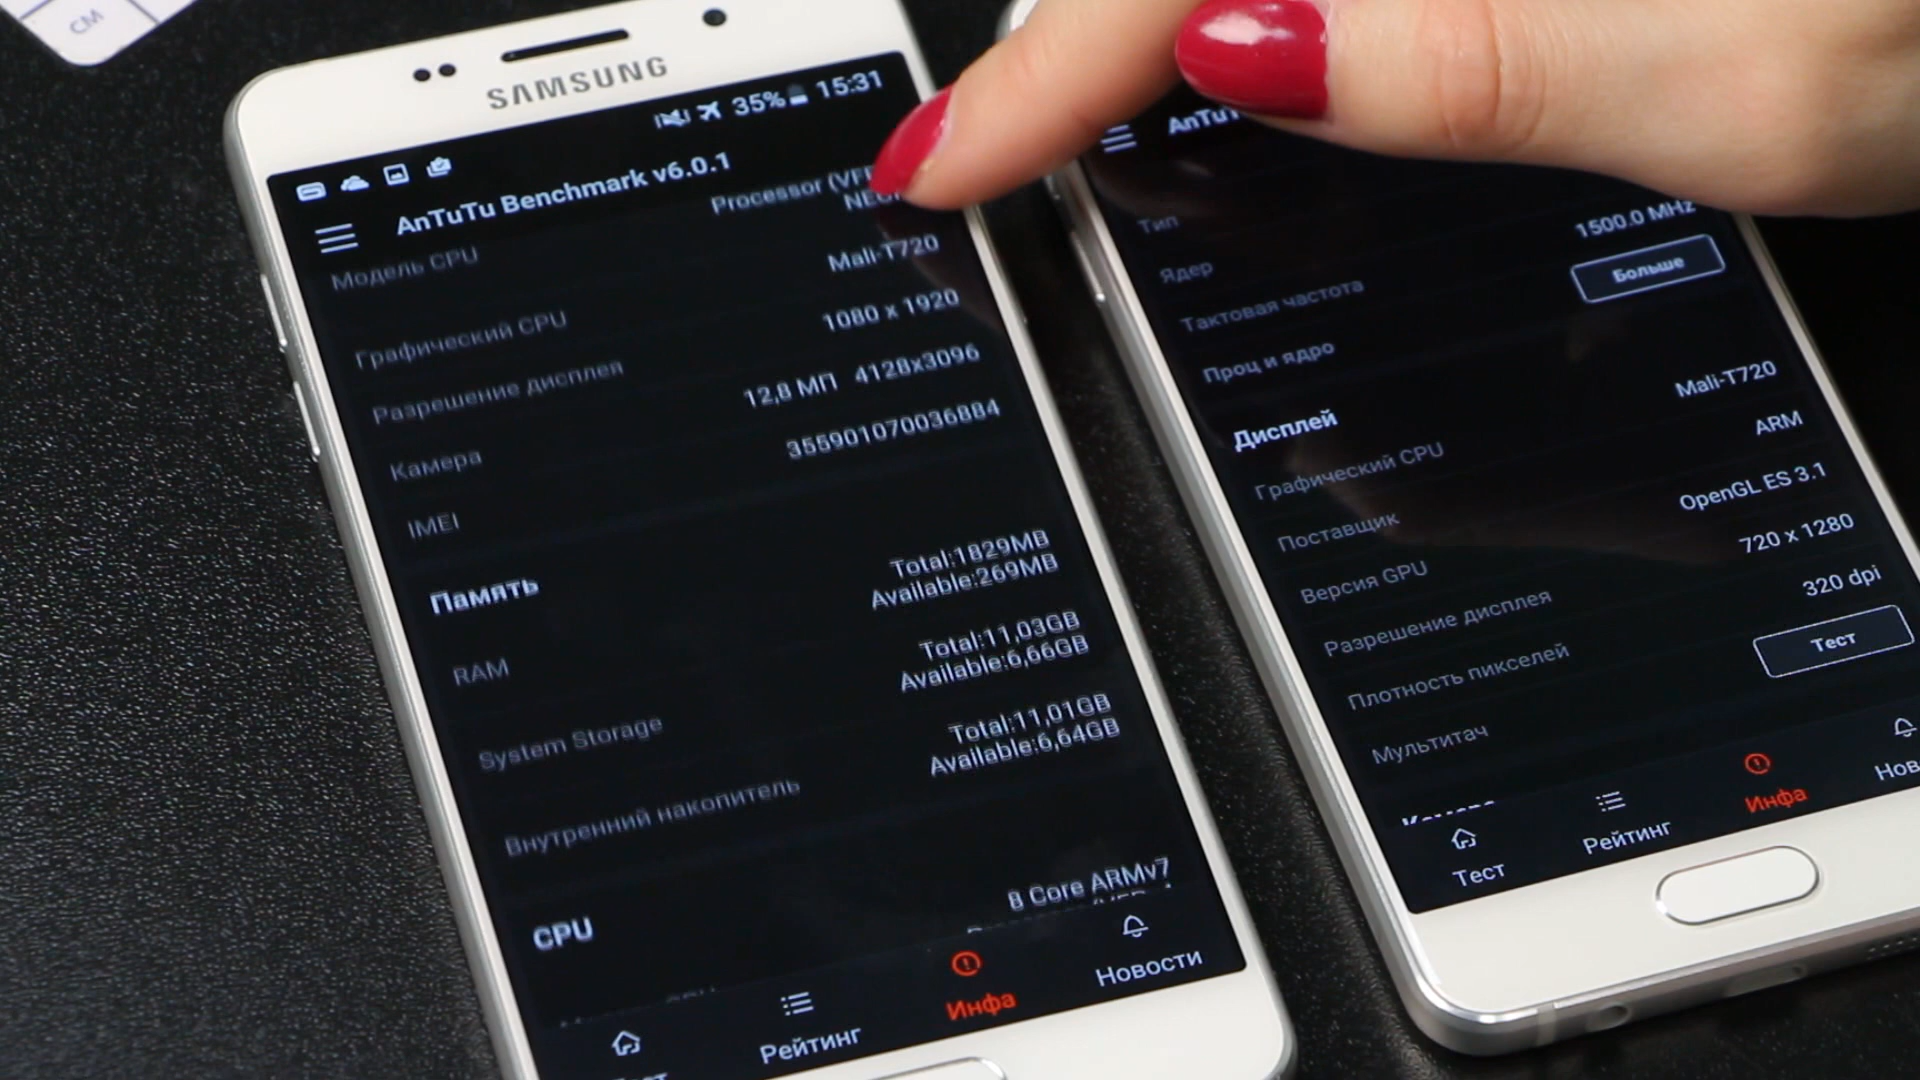 СМ
SAMSUNG
35% 15:31
AnTuTu Benchmark v6.0.1
Processor
Модель CPU
Графический CPU Mali-T720
Разрешение дисплея 1080 x 1920
Камера 12,8 МП 4128x3096
IMEI 355901070036884
Память
RAM Total:1829MB
Available:269MB
System Storage Total:11,03GB
Available:6,66GB
Внутренний накопитель Total:11,01GB
Available:6,64GB
CPU
8 Core ARMv7
Рейтинг
Инфа
Новости
Тип
Ядер
Тактовая частота 1500.0 MHz
Проц и ядро Больше
Дисплей
Графический CPU Mali-T720
Поставщик ARM
Версия GPU OpenGL ES 3.1
Разрешение дисплея 720 x 1280
Плотность пикселей 320 dpi
Мультитач Тест
Тест
Рейтинг
Инфа
Нов